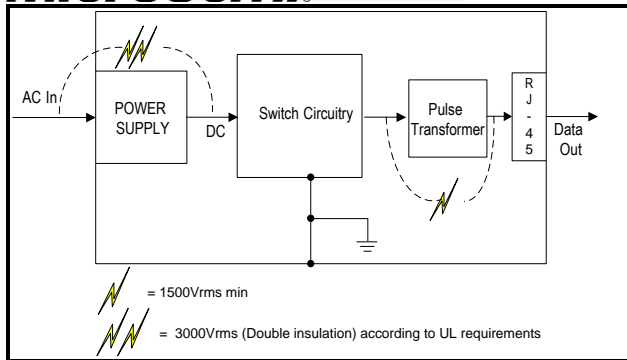 AC In
POWER
SUPPLY
DC
Switch Circuitry
Pulse
Transformer
R
J
-
4
5
Data
Out
= 1500Vrms min
= 3000Vrms (Double insulation) according to UL requirements